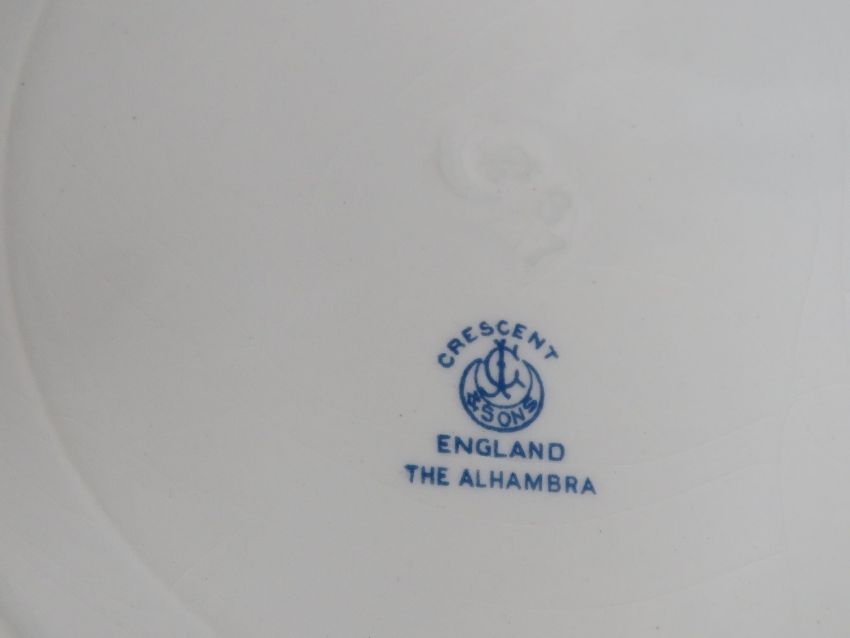 CRESCENT
& SONS
ENGLAND
THE ALHAMBRA